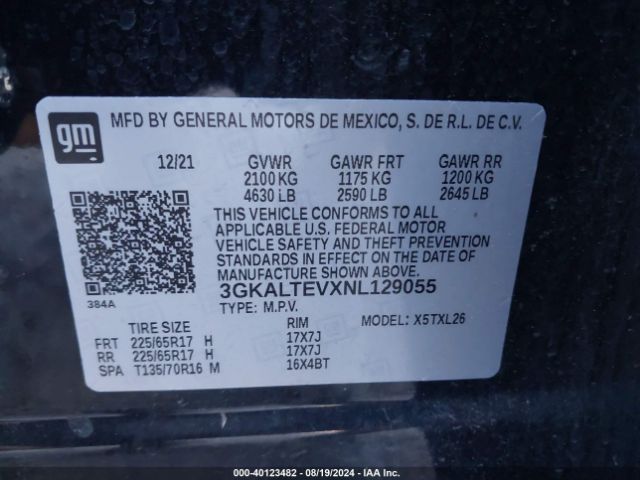 gm
MFD BY GENERAL MOTORS DE MEXICO, S. DE R.L. DE C.V.
12/21 GVWR GAWR FRT GAWR RR
2100 KG 1175 KG 1200 KG
4630 LB 2590 LB 2645 LB
THIS VEHICLE CONFORMS TO ALL
APPLICABLE U.S. FEDERAL MOTOR
VEHICLE SAFETY AND THEFT PREVENTION
STANDARDS IN EFFECT ON THE DATE OF
MANUFACTURE SHOWN ABOVE.
384A 3GKALTEVXNL129055
TYPE: M.P.V. MODEL: X5TXL26
TIRE SIZE RIM
FRT 225/65R17 H 17X7J
RR 225/65R17 H 17X7J
SPA T135/70R16 M 16X4BT
000-40123482 - 08/19/2024 - IAA Inc.